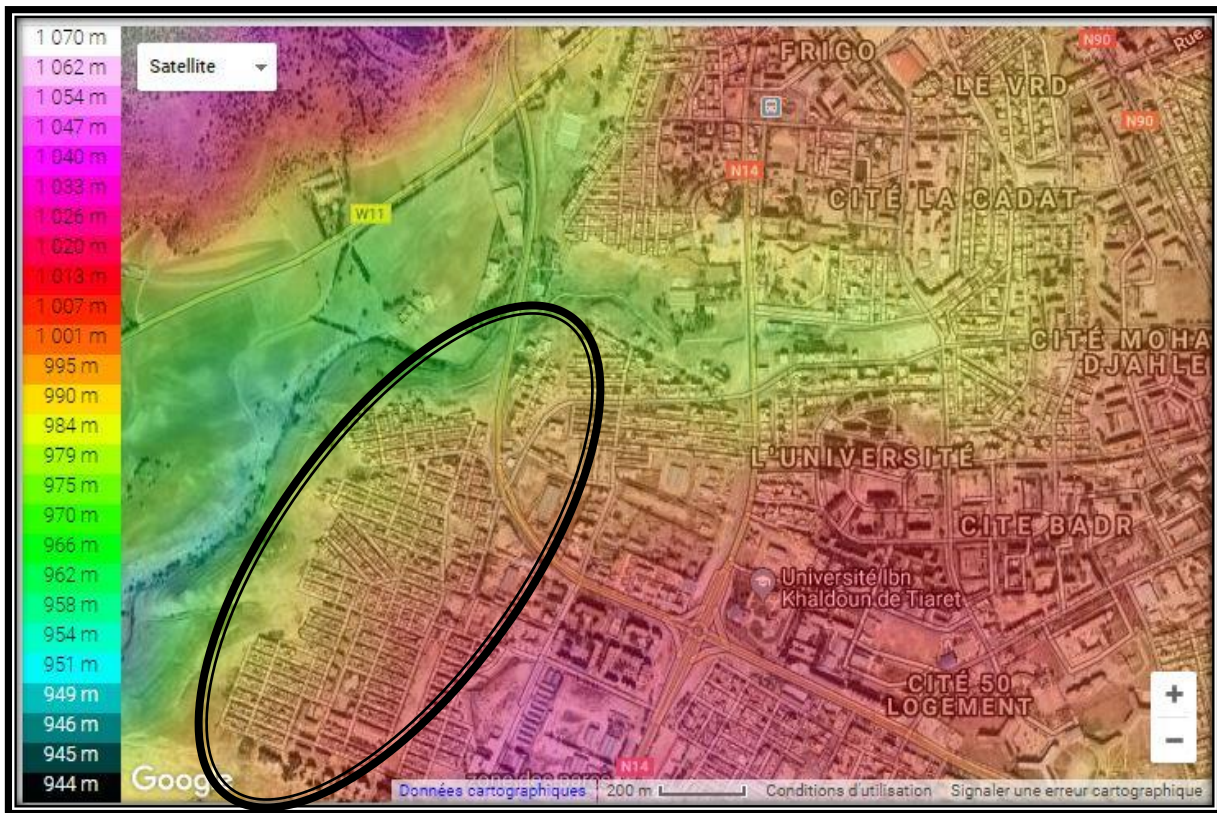 1 070 m
1 062 m
1 054 m
1 047 m
1 040 m
1 033 m
1 026 m
1 020 m
1 013 m
1 007 m
1 001 m
995 m
990 m
984 m
979 m
975 m
970 m
966 m
962 m
958 m
954 m
951 m
949 m
946 m
945 m
944 m
Satellite
FRIGO
N90
Rue
LE VRD
N90
N14
CITÉ LA CADAT
W11
CITÉ MOHA
DJAHLE
L'UNIVERSITÉ
CITE BADR
Université Ibn
Khaldoun de Tiaret
CITÉ 50
LOGEMENT
+
−
N14
Google
Données cartographiques
200 m
Conditions d'utilisation
Signaler une erreur cartographique